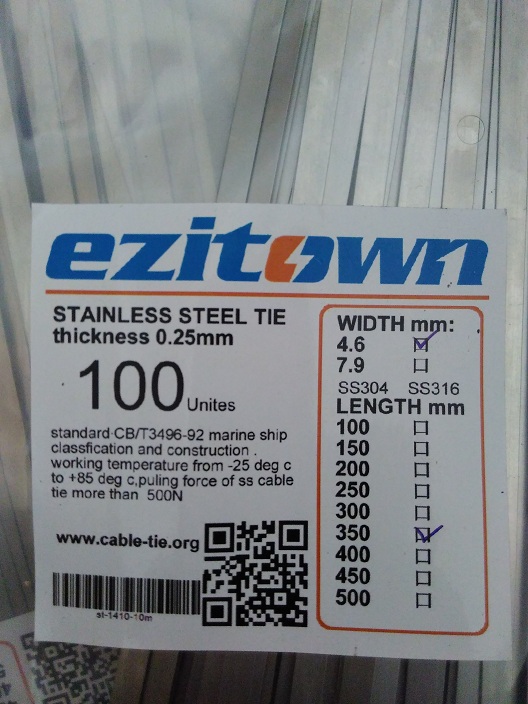 ezitown
STAINLESS STEEL TIE
thickness 0.25mm
100 Unites
standard CB/T3496-92 marine ship
classfication and construction .
working temperature from -25 deg c
to +85 deg c,puling force of ss cable
tie more than 500N
www.cable-tie.org
st-1410-10m
WIDTH mm:
4.6
7.9
SS304 SS316
LENGTH mm
100
150
200
250
300
350
400
450
500